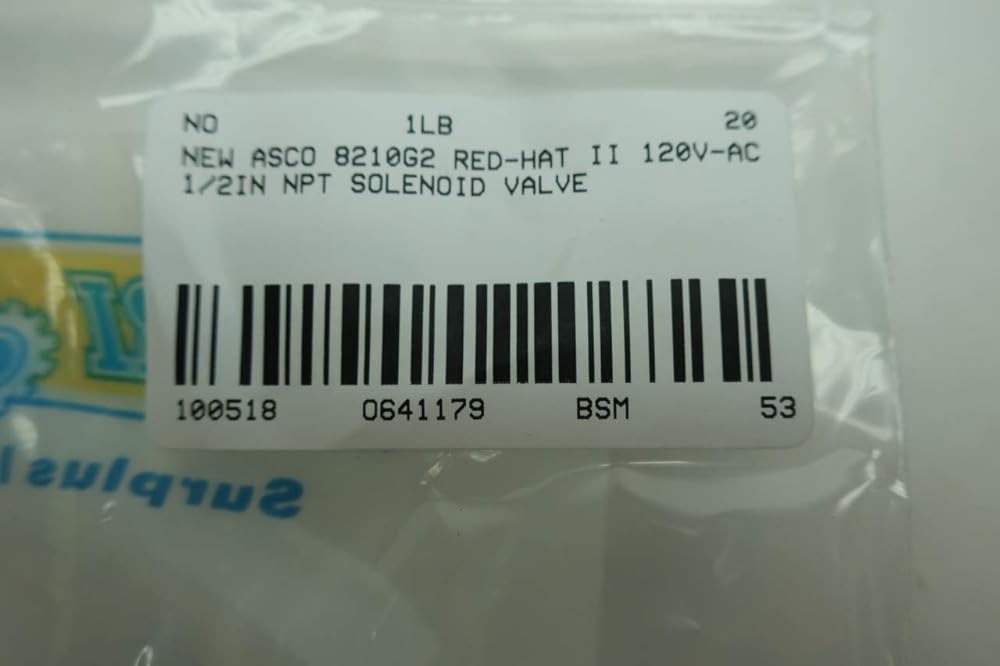 NO 1LB 20
NEW ASCO 8210G2 RED-HAT II 120V-AC
1/2IN NPT SOLENOID VALVE
100518 0641179 BSM 53
Surplus